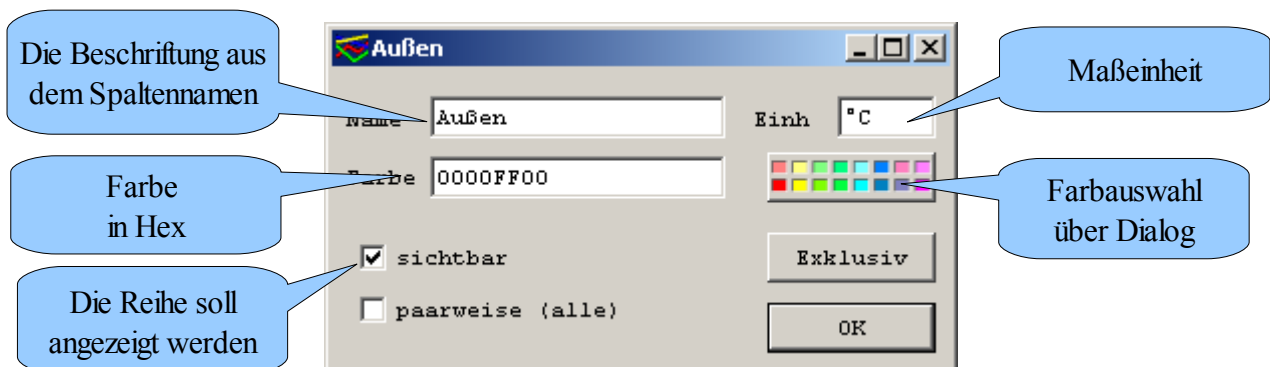 Die Beschriftung aus
dem Spaltennamen
Außen
Maßeinheit
Name
Außen
Einh
°C
Farbe
in Hex
Farbe
0000FF00
Farbauswahl
über Dialog
sichtbar
Exklusiv
Die Reihe soll
angezeigt werden
paarweise (alle)
OK